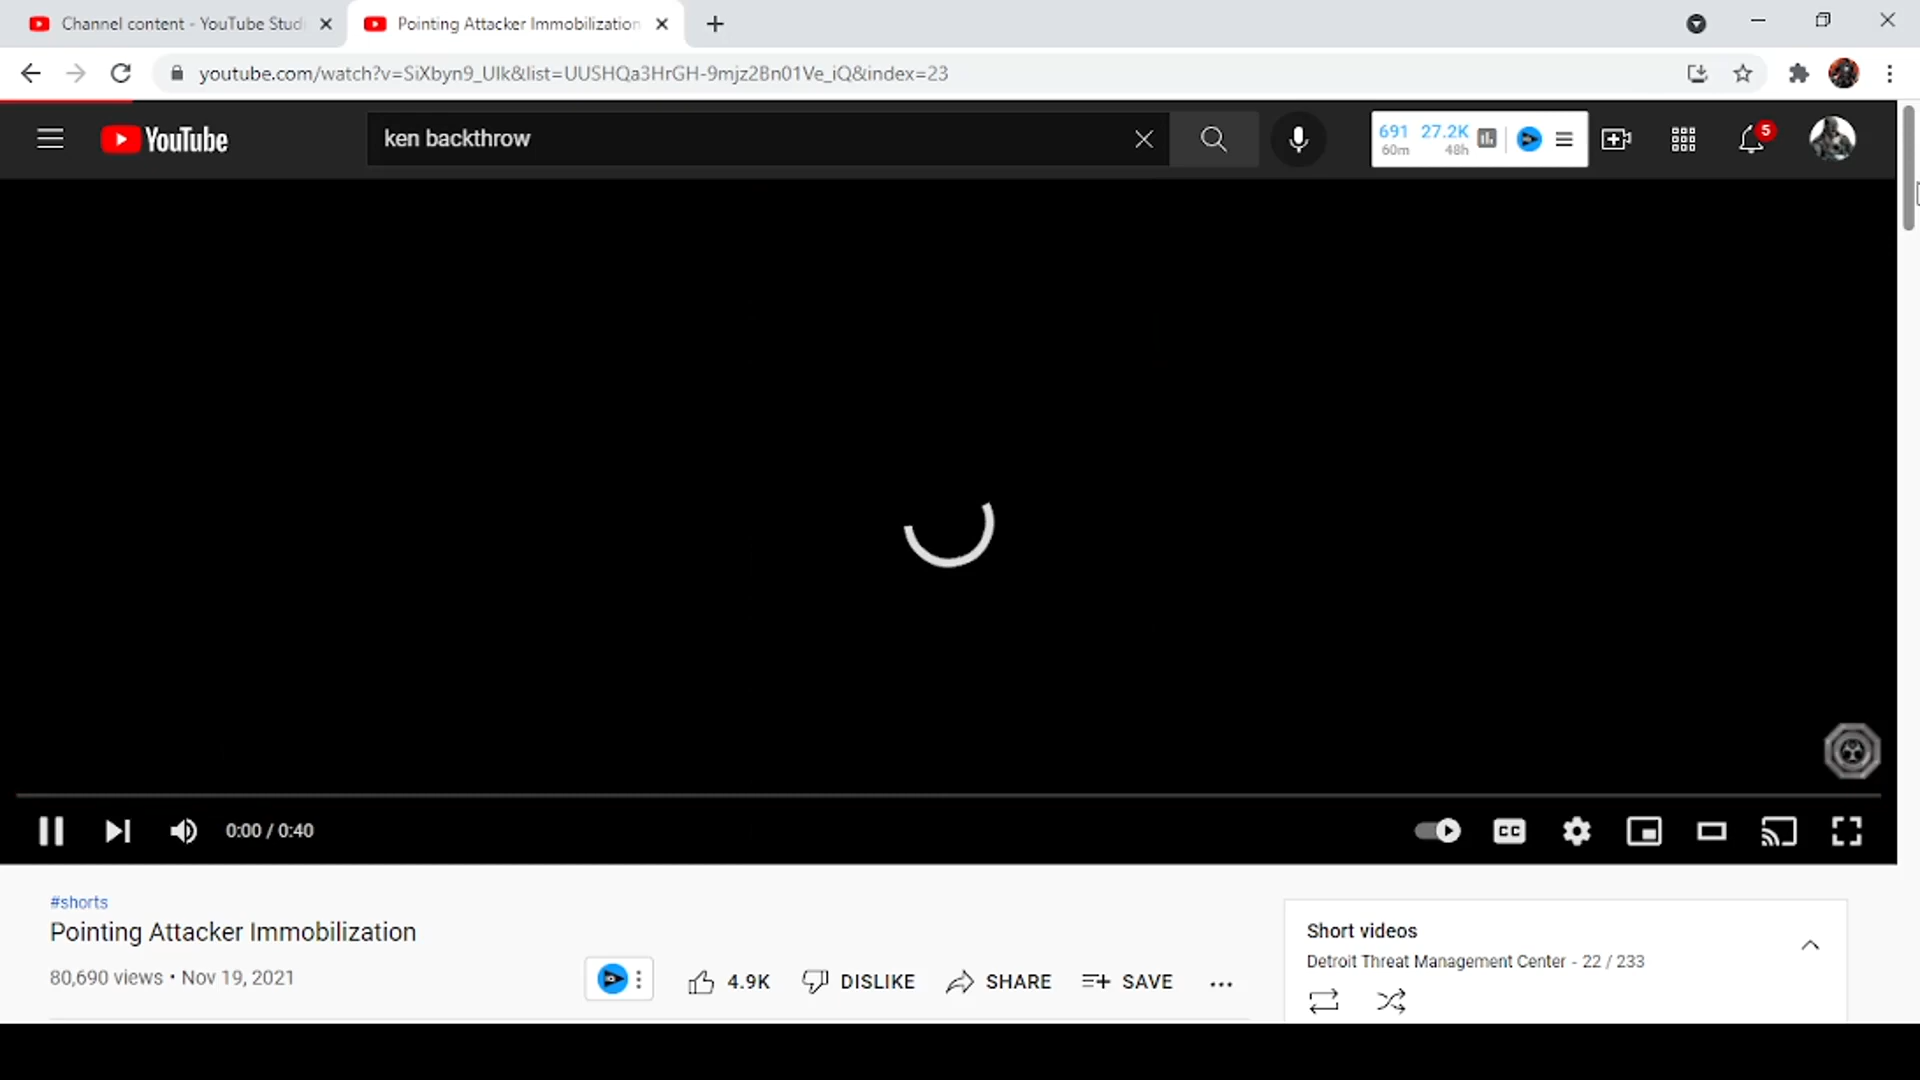 Channel content - YouTube Stud
Pointing Attacker Immobilization
youtube.com/watch?v=SiXbyn9_Ulk&list=UUSHQa3HrGH-9mjz2Bn01Ve_iQ&index=23
YouTube
ken backthrow
691 27.2K
60m 48h
5
0:00 / 0:40
CC
#shorts
Pointing Attacker Immobilization
80,690 views • Nov 19, 2021
4.9K
DISLIKE
SHARE
SAVE
Short videos
Detroit Threat Management Center - 22 / 233